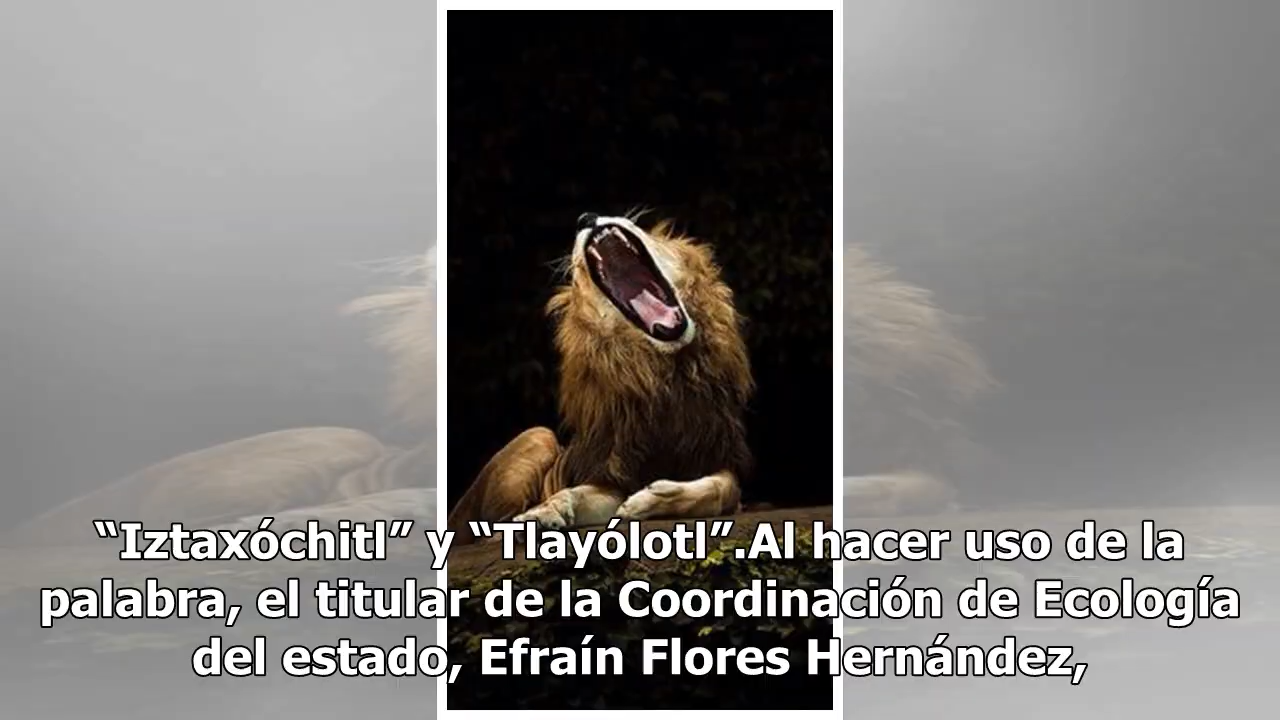 “Iztaxóchitl” y “Tlayólotl”.Al hacer uso de la
palabra, el titular de la Coordinación de Ecología
del estado, Efraín Flores Hernández,